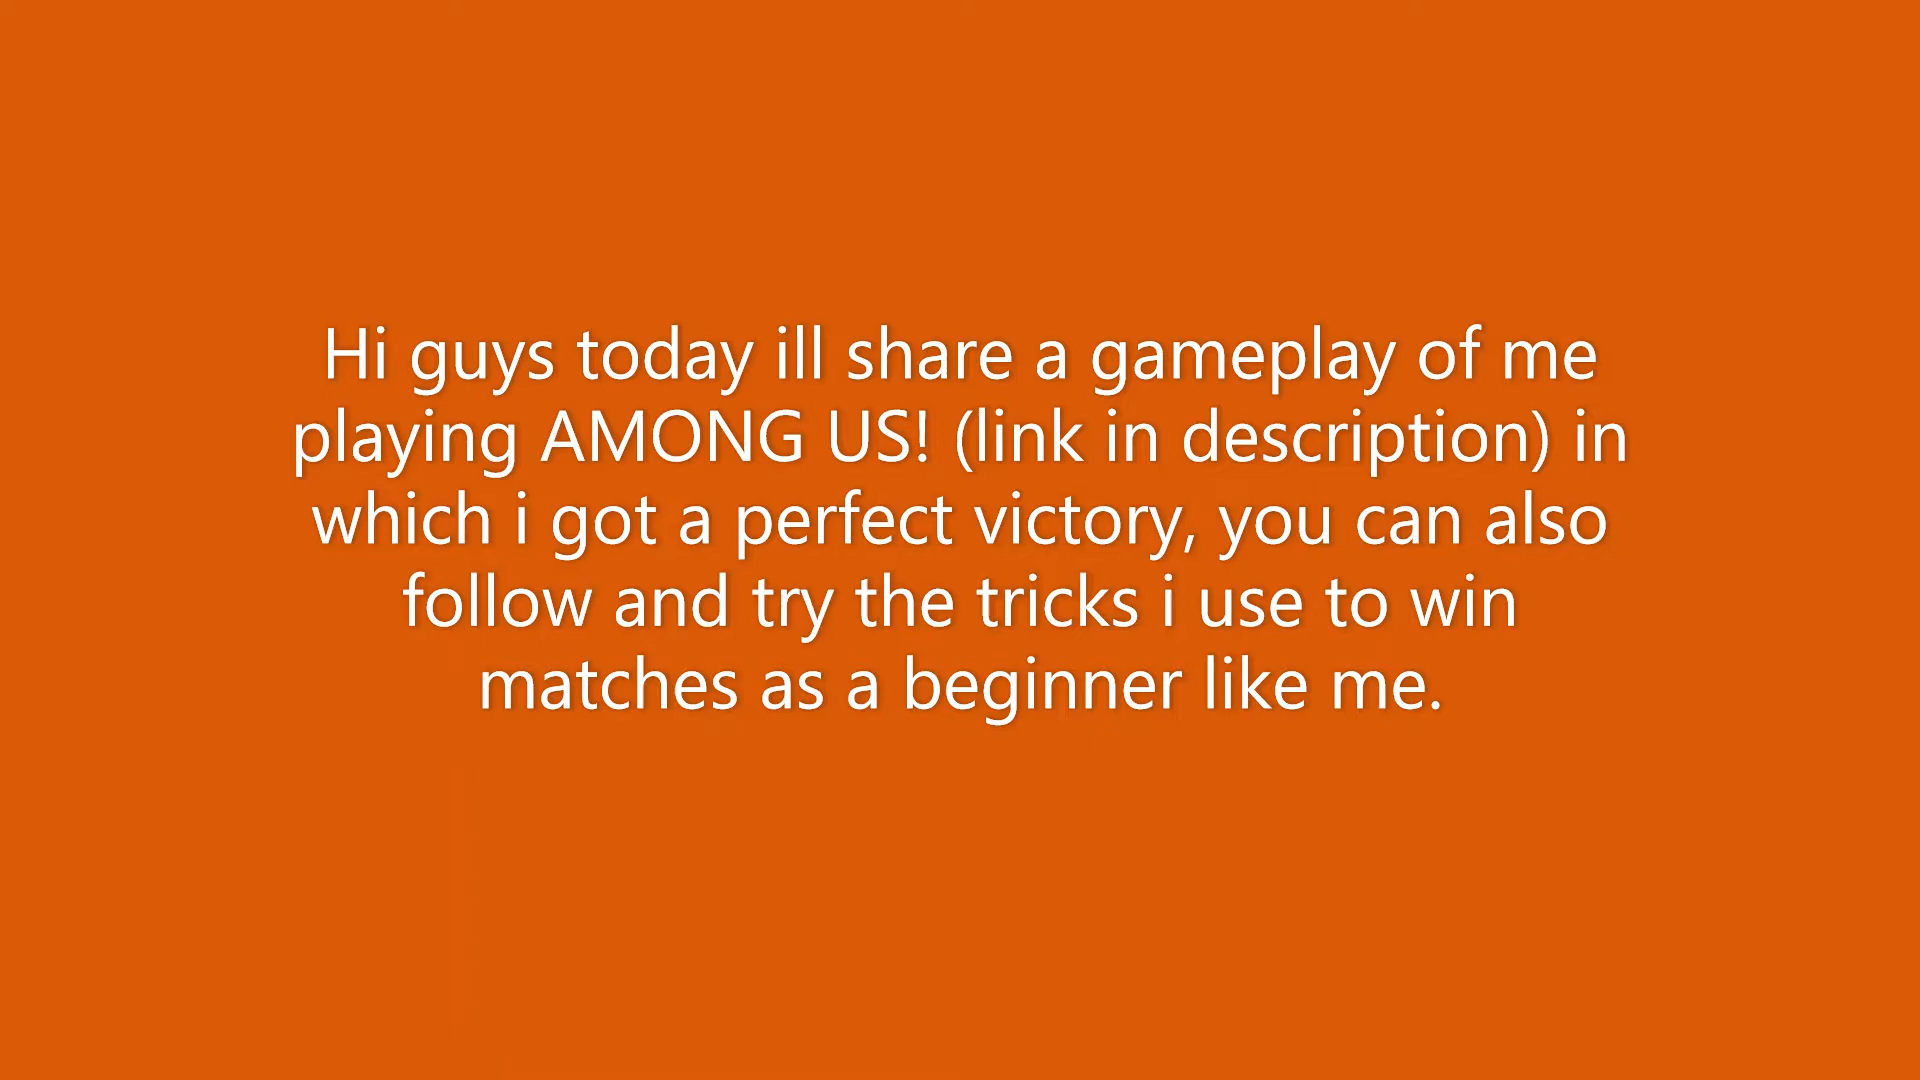 Hi guys today ill share a gameplay of me
playing AMONG US! (link in description) in
which i got a perfect victory, you can also
follow and try the tricks i use to win
matches as a beginner like me.